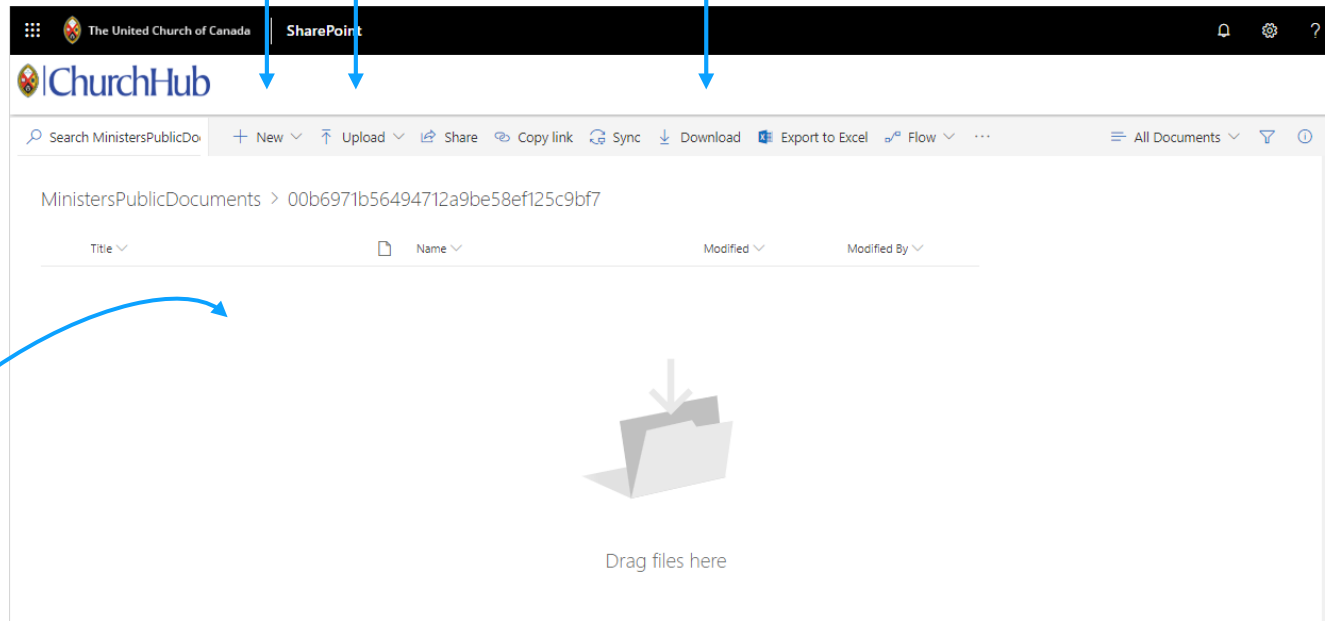 The United Church of Canada SharePoint ?
ChurchHub
Search MinistersPublicDo + New Upload Share Copy link Sync Download Export to Excel Flow ... All Documents
MinistersPublicDocuments > 00b6971b56494712a9be58ef125c9bf7
Title Name Modified Modified By
Drag files here